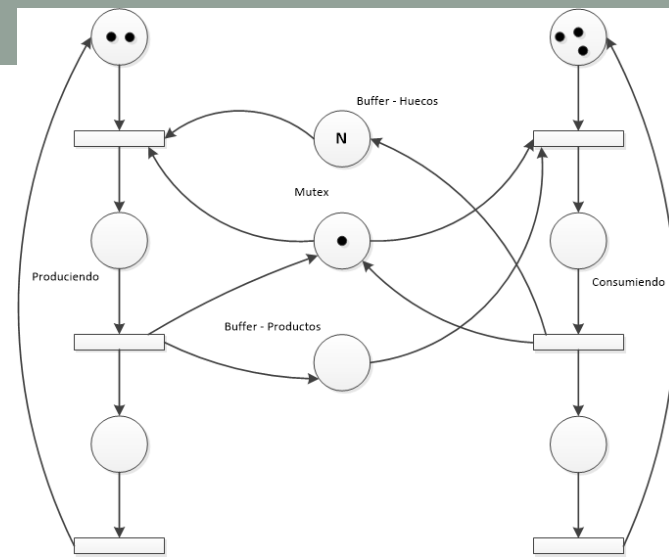 Buffer - Huecos
N
Mutex
Produciendo
Consumiendo
Buffer - Productos